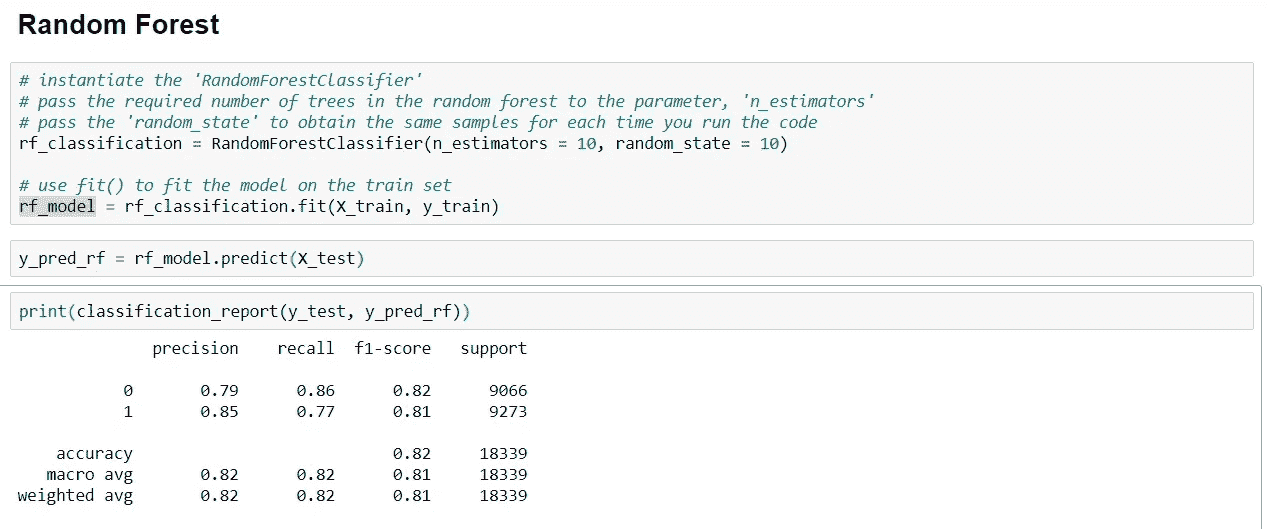 Random Forest
# instantiate the 'RandomForestClassifier'
# pass the required number of trees in the random forest to the parameter, 'n_estimators'
# pass the 'random_state' to obtain the same samples for each time you run the code
rf_classification = RandomForestClassifier(n_estimators = 10, random_state = 10)
# use fit() to fit the model on the train set
rf_model = rf_classification.fit(X_train, y_train)
y_pred_rf = rf_model.predict(X_test)
print(classification_report(y_test, y_pred_rf))
precision recall f1-score support
0 0.79 0.86 0.82 9066
1 0.85 0.77 0.81 9273
accuracy 0.82 18339
macro avg 0.82 0.82 0.81 18339
weighted avg 0.82 0.82 0.81 18339